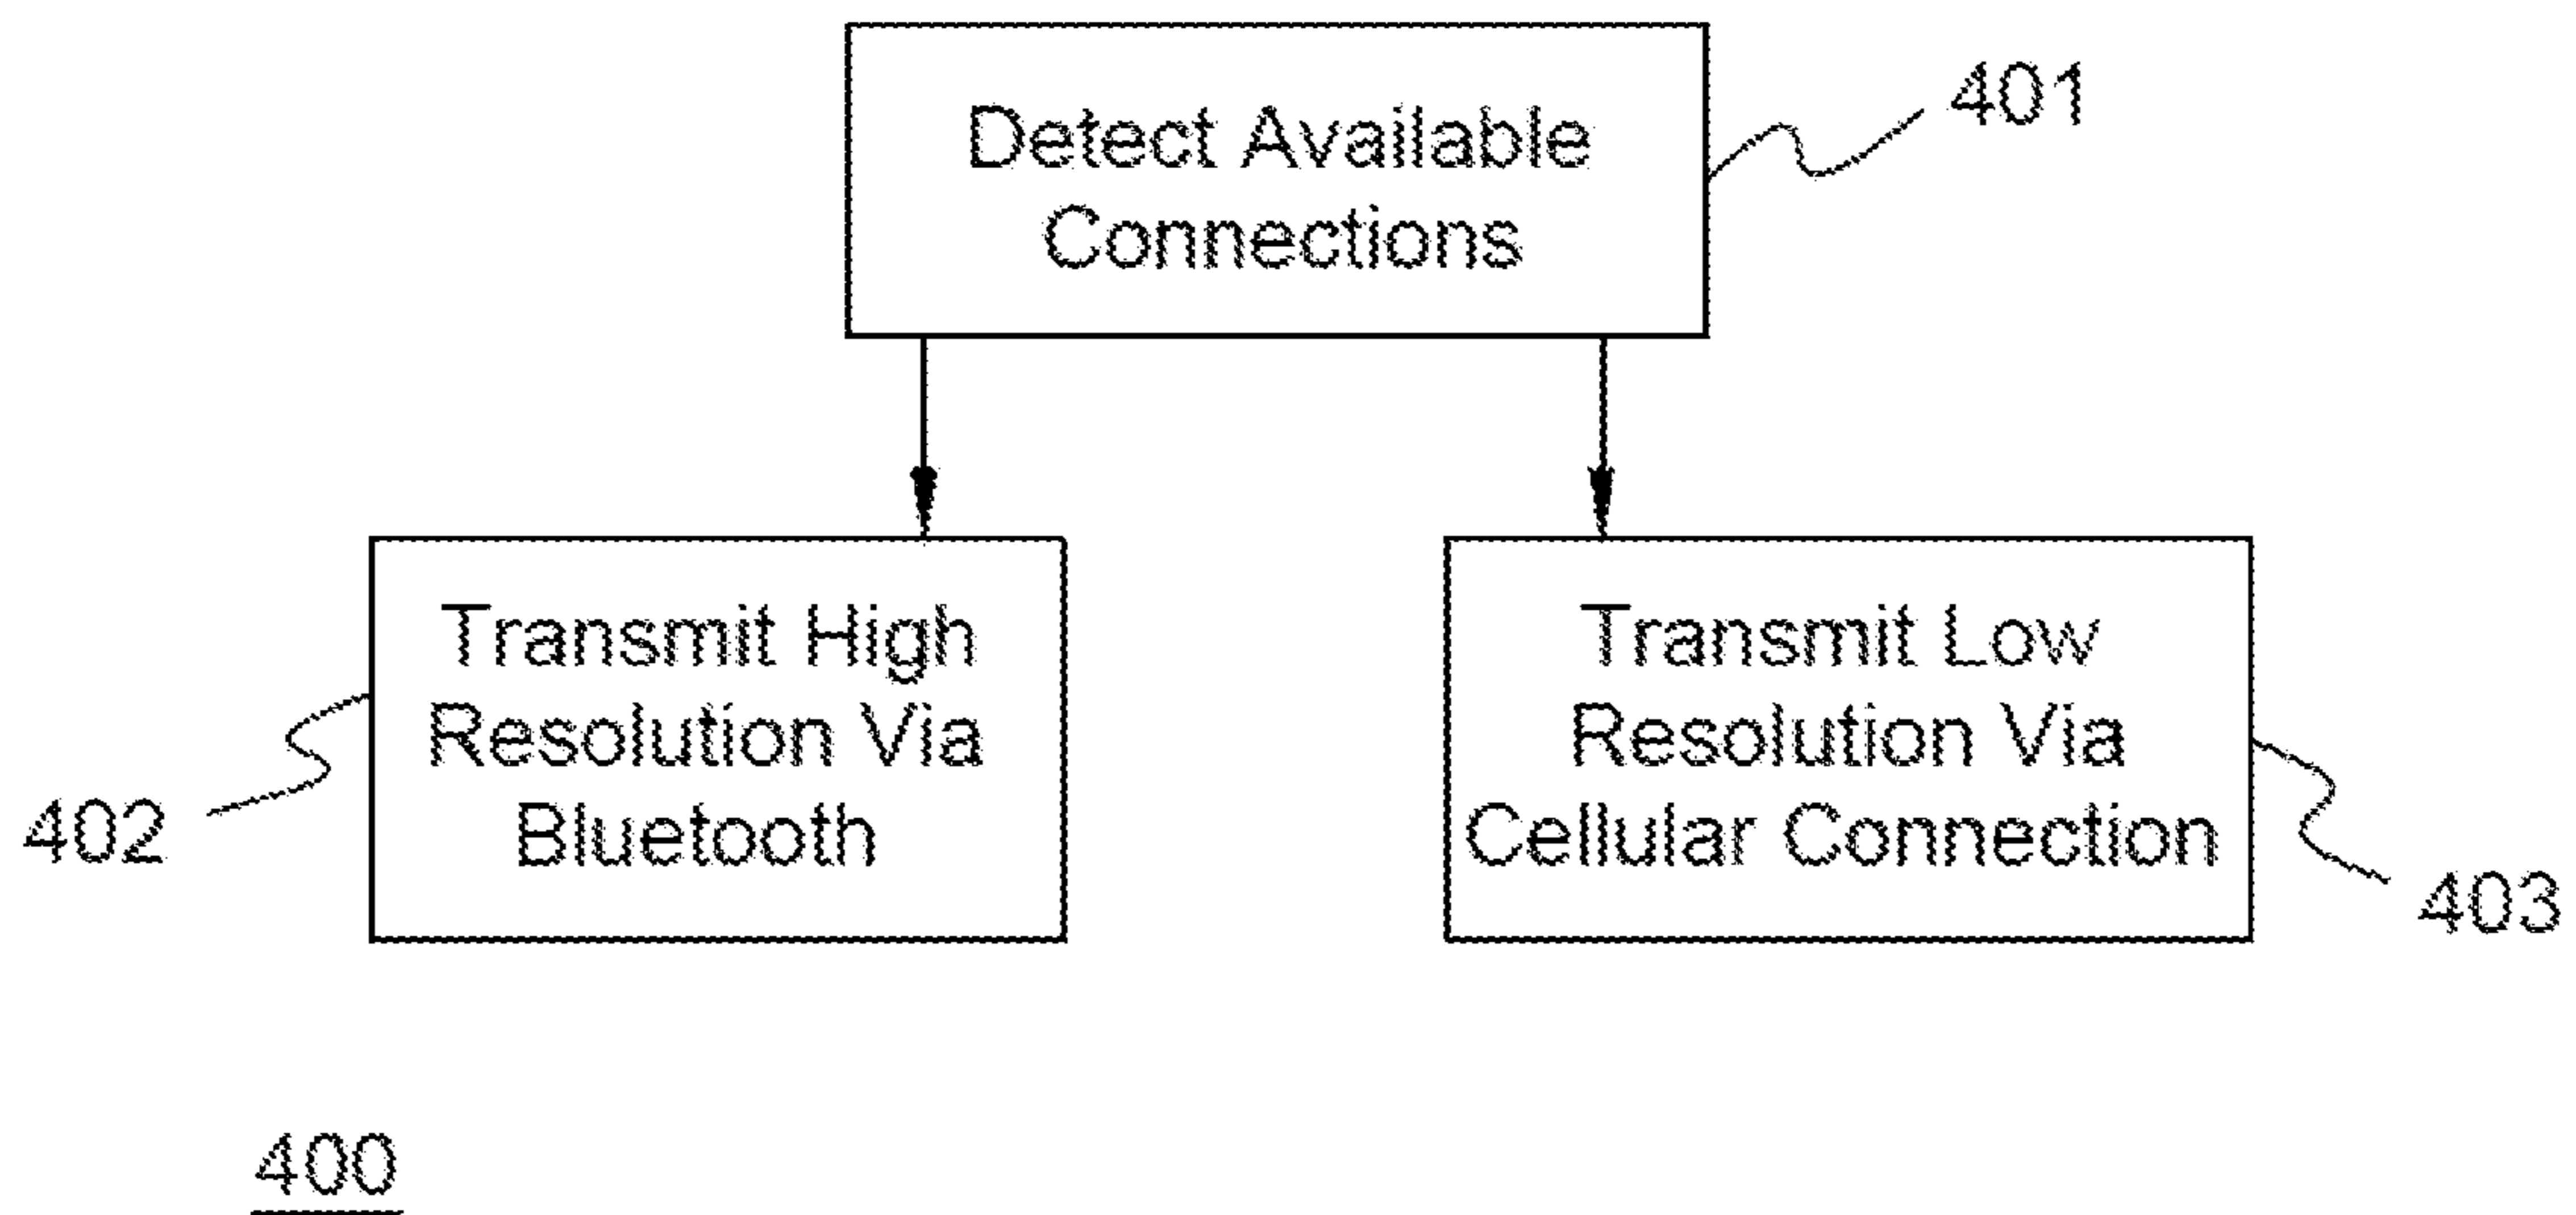 Detect Available
Connections
401
Transmit High
Resolution Via
Bluetooth
402
Transmit Low
Resolution Via
Cellular Connection
403
400